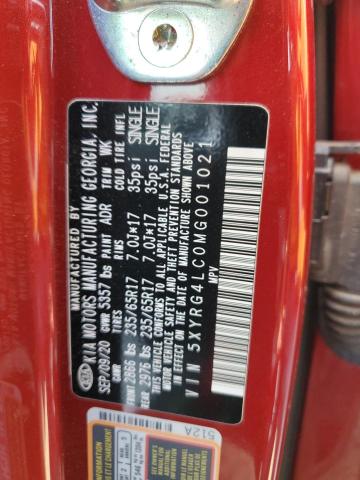 MANUFACTURED BY
KIA MOTORS MANUFACTURING GEORGIA, INC.
SEP/09/20 5357 lbs PAINT ADR TRIM WK
GVWR TIRES RIMS COLD TIRE INFL
FRONT 2866 lbs 235/65R17 7.0J*17 35psi SINGLE
REAR 2976 lbs 235/65R17 7.0J*17 35psi SINGLE
GAWR
THIS VEHICLE CONFORMS TO ALL APPLICABLE U.S.A. FEDERAL
MOTOR VEHICLE SAFETY AND THEFT PREVENTION STANDARDS
IN EFFECT ON THE DATE OF MANUFACTURE SHOWN ABOVE
VIN 5XYRG4LC0MG001021
MPV
512A
INFORMATION